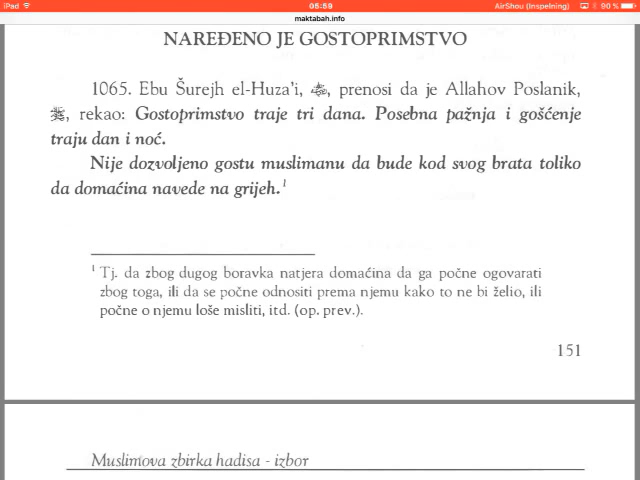 iPad 05:59 AirShou (Inspelning) 90 %
maktabah.info
NAREĐENO JE GOSTOPRIMSTVO
1065. Ebu Šurejh el-Huza'i, , prenosi da je Allahov Poslanik,
ﷺ, rekao: Gostoprimstvo traje tri dana. Posebna pažnja i gošćenje
traju dan i noć.
Nije dozvoljeno gostu muslimanu da bude kod svog brata toliko
da domaćina navede na grijeh.¹
¹ Tj. da zbog dugog boravka natjera domaćina da ga počne ogovarati
zbog toga, ili da se počne odnositi prema njemu kako to ne bi želio, ili
počne o njemu loše misliti, itd. (op. prev.).
151
Muslimova zbirka hadisa - izbor